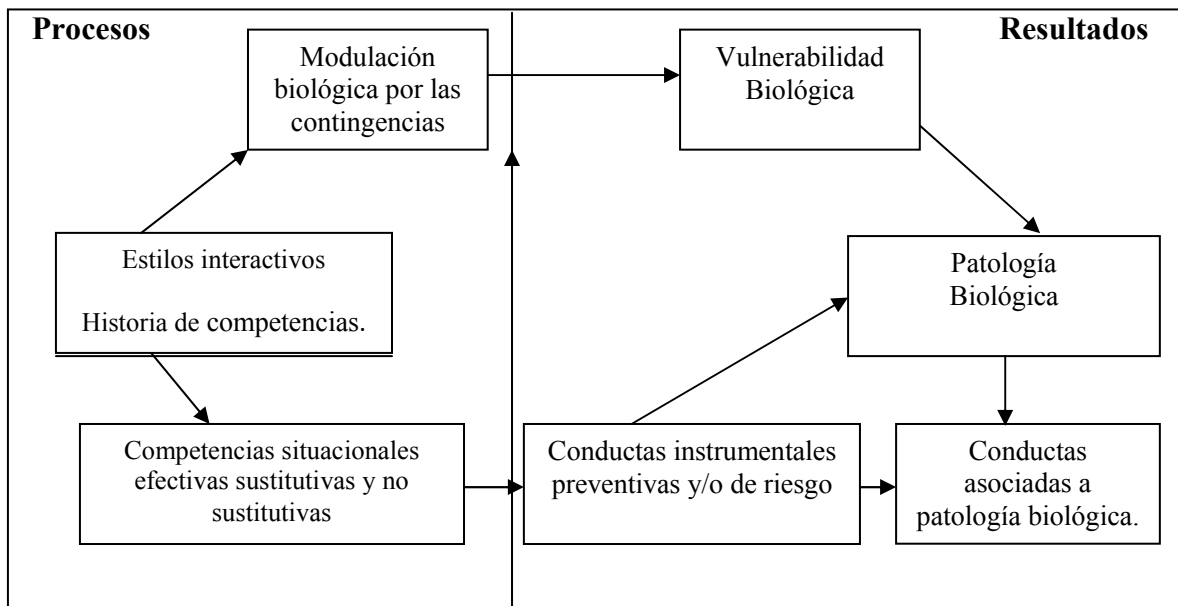 Procesos
Resultados
Modulación
biológica por las
contingencias
Vulnerabilidad
Biológica
Estilos interactivos
Historia de competencias.
Patología
Biológica
Competencias situacionales
efectivas sustitutivas y no
sustitutivas
Conductas instrumentales
preventivas y/o de riesgo
Conductas
asociadas a
patología biológica.